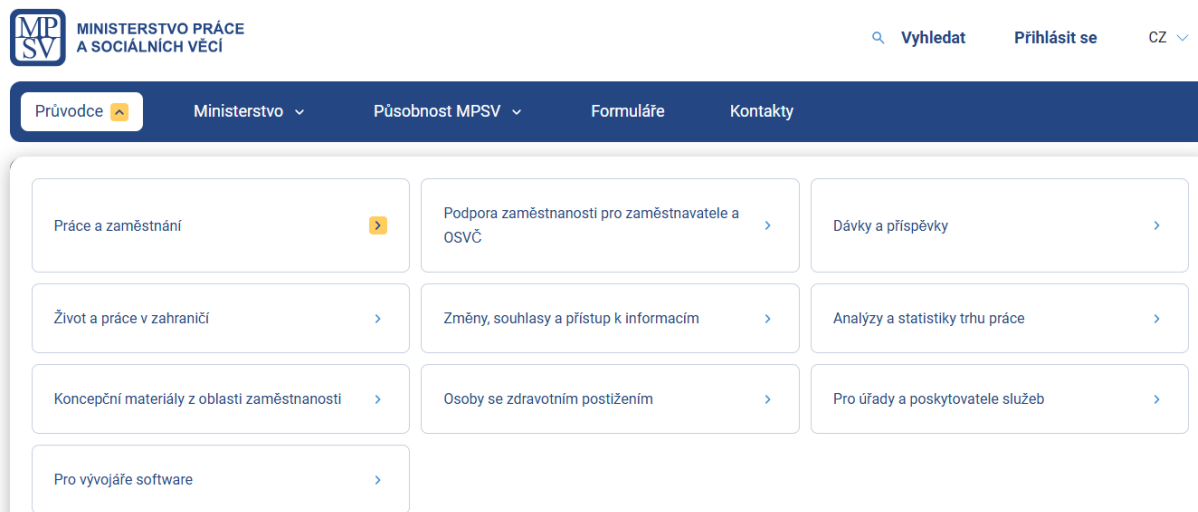 MP
SV
MINISTERSTVO PRÁCE
A SOCIÁLNÍCH VĚCÍ
Vyhledat
Přihlásit se
CZ
Průvodce
Ministerstvo
Působnost MPSV
Formuláře
Kontakty
Práce a zaměstnání
Podpora zaměstnanosti pro zaměstnavatele a
OSVČ
Dávky a příspěvky
Život a práce v zahraničí
Změny, souhlasy a přístup k informacím
Analýzy a statistiky trhu práce
Koncepční materiály z oblasti zaměstnanosti
Osoby se zdravotním postižením
Pro úřady a poskytovatele služeb
Pro vývojáře software